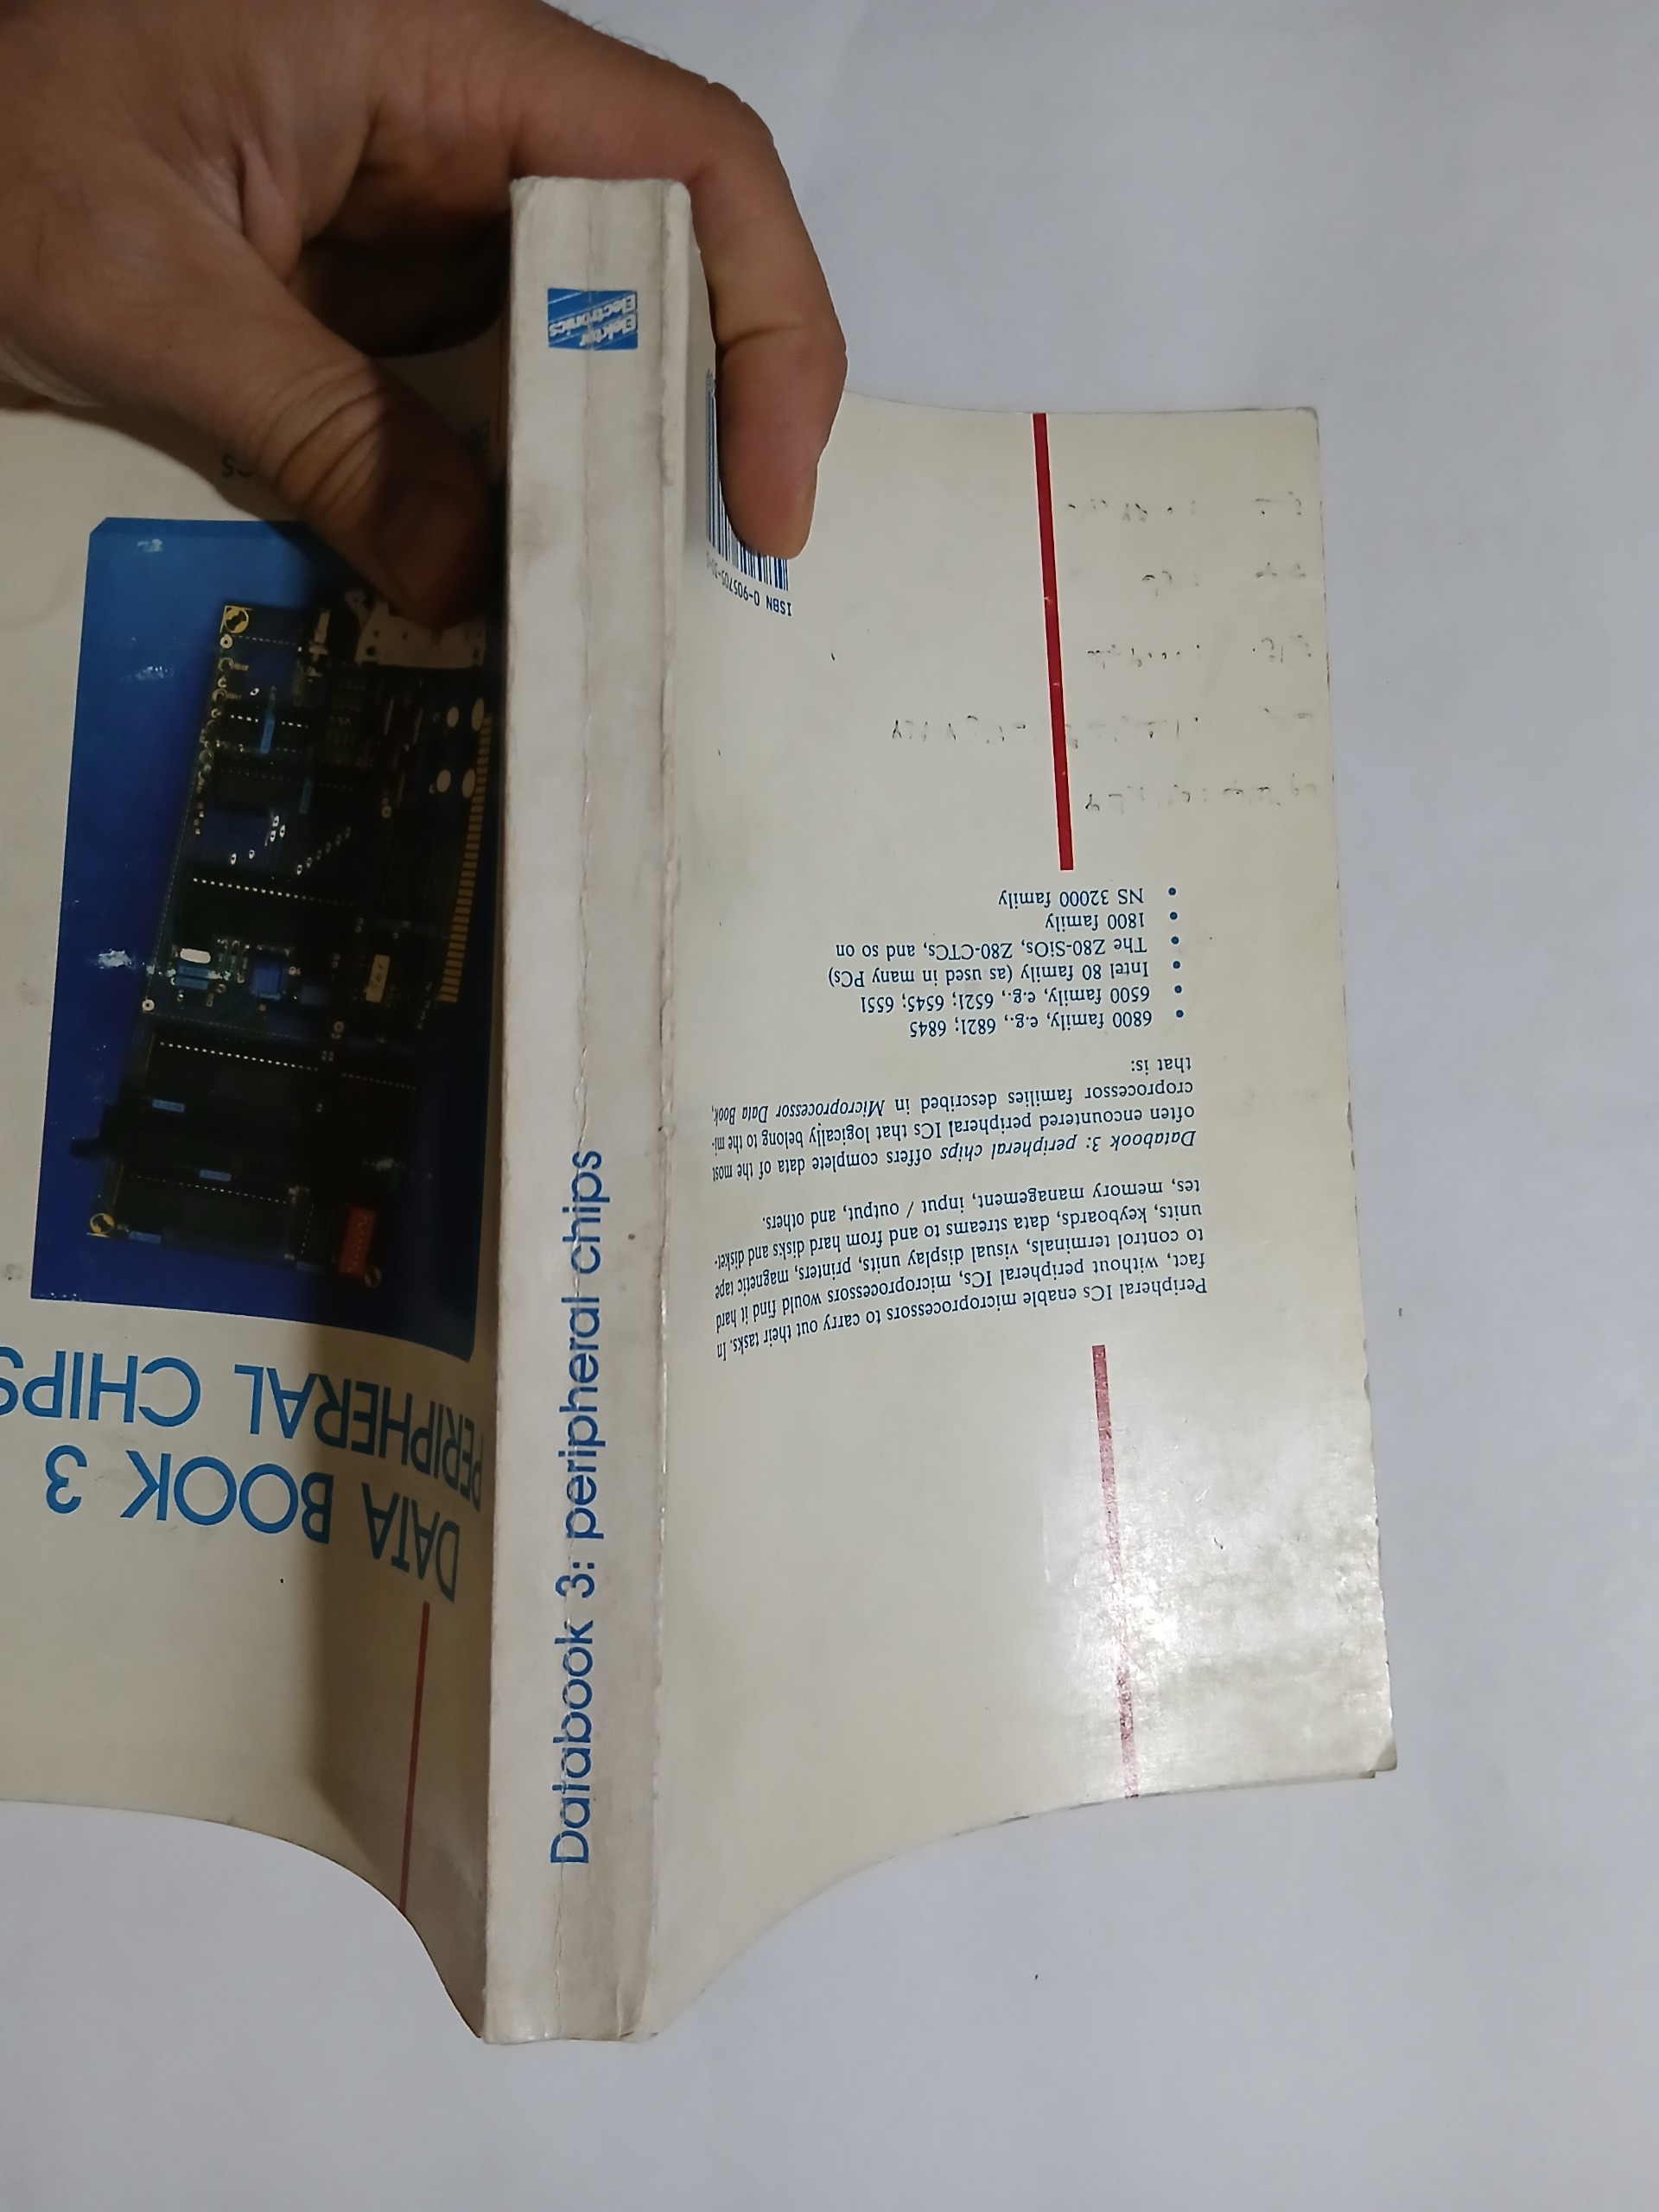 DATA BOOK 3
PERIPHERAL CHIPS
Databook 3: peripheral chips
Elektor
Electronics
Peripheral ICs enable microprocessors to carry out their tasks. In
fact, without peripheral ICs, microprocessors would find it hard
to control terminals, visual display units, printers, magnetic tape
units, keyboards, data streams to and from hard disks and disket-
tes, memory management, input / output, and others.
Databook 3: peripheral chips offers complete data of the most
often encountered peripheral ICs that logically belong to the mi-
croprocessor families described in Microprocessor Data Book,
that is:
• 6800 family, e.g., 6821; 6845
• 6500 family, e.g., 6521; 6545; 6551
• Intel 80 family (as used in many PCs)
• The Z80-SiOs, Z80-CTCs, and so on
• 1800 family
• NS 32000 family
ISBN 0-905705-30-